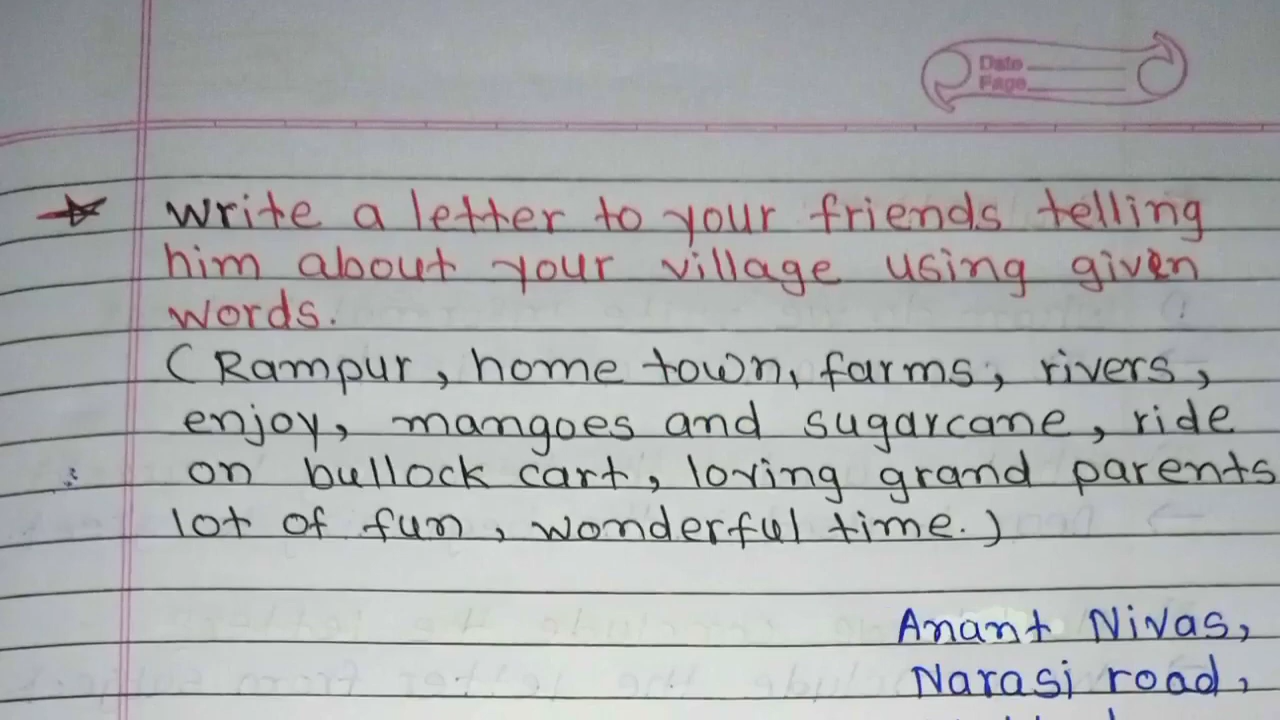 Date
Page
write a letter to your friends telling
him about your village using given
words.
(Rampur, home town, farms, rivers,
enjoy, mangoes and sugarcane, ride
on bullock cart, loving grand parents
lot of fun, wonderful time.)
Anant Nivas,
Narasi road,